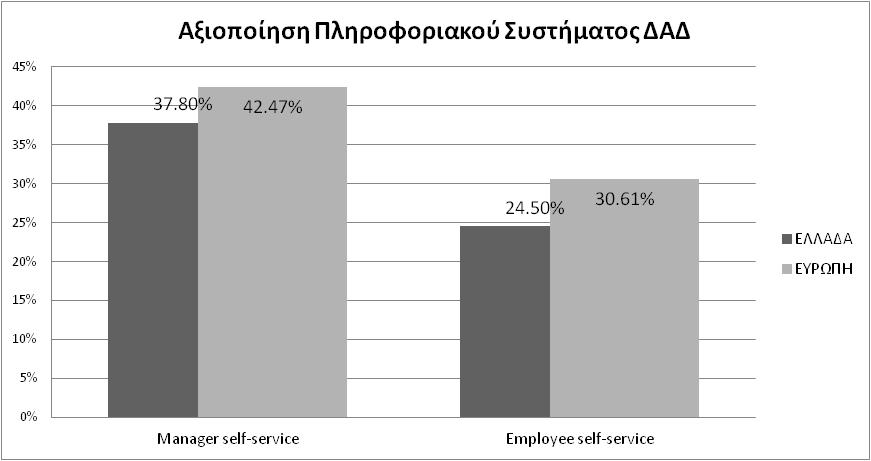 Αξιοποίηση Πληροφοριακού Συστήματος ΔΑΔ
45%
40%
35%
30%
25%
20%
15%
10%
5%
0%
37.80%
42.47%
24.50%
30.61%
Manager self-service
Employee self-service
ΕΛΛΑΔΑ
ΕΥΡΩΠΗ